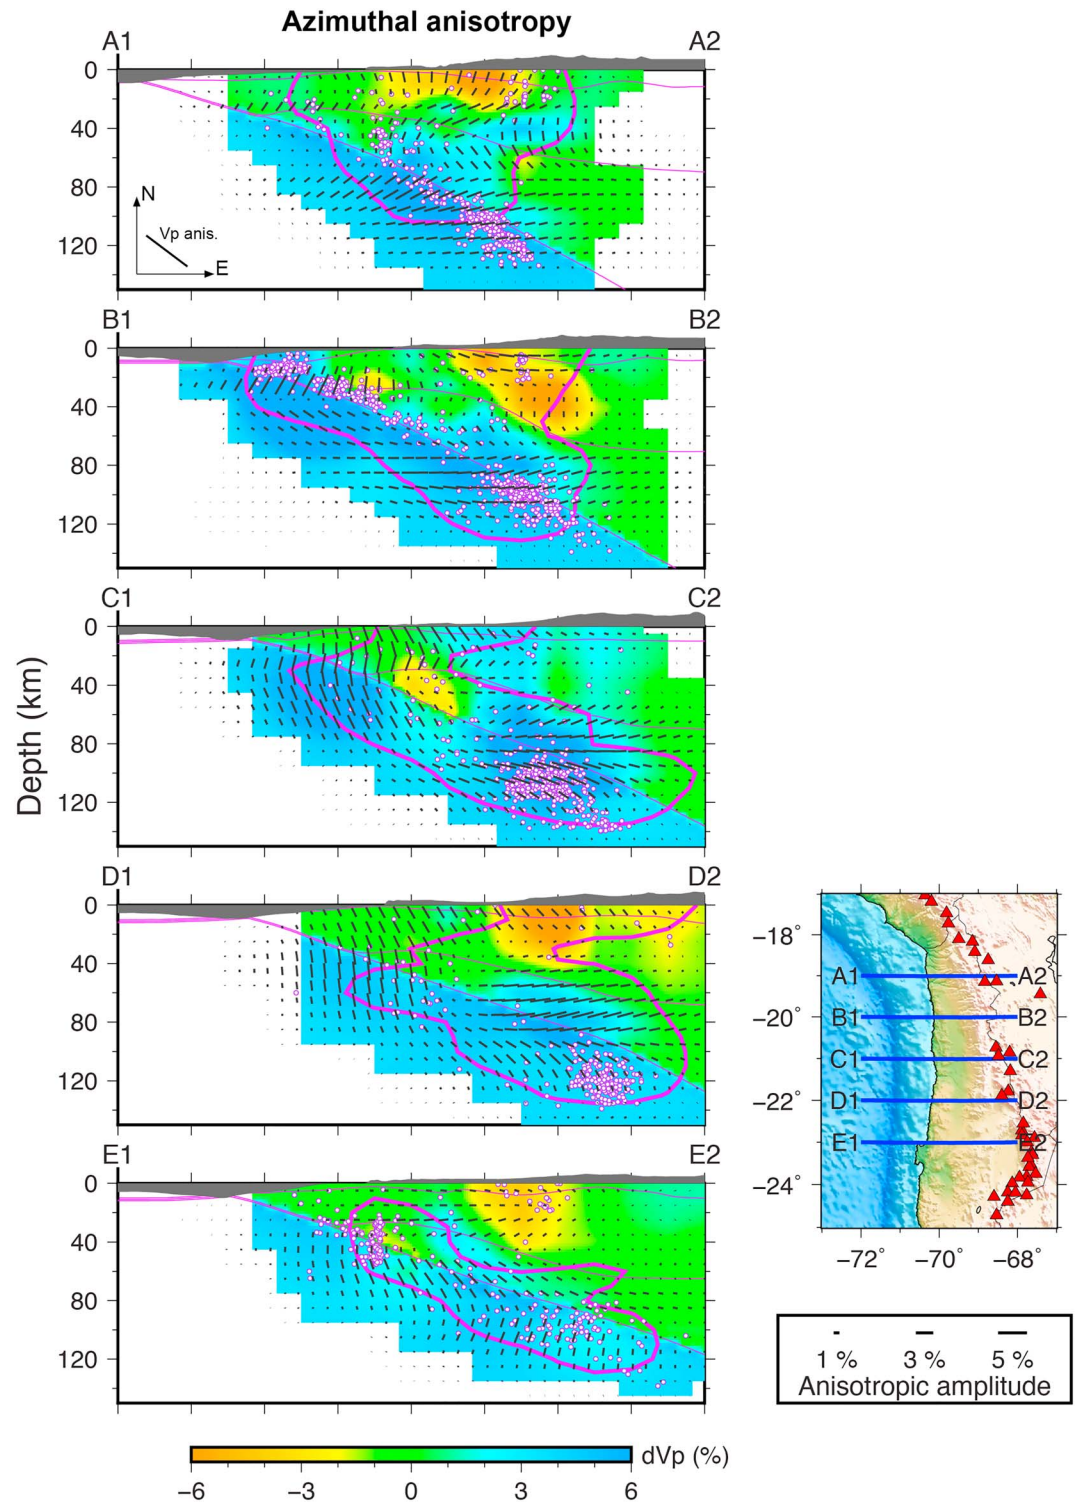 Azimuthal anisotropy
A1 A2
0
40
80
120
N
Vp anis.
E
B1 B2
0
40
80
120
C1 C2
0
40
80
120
Depth (km)
D1 D2
0
40
80
120
E1 E2
0
40
80
120
−6 −3 0 3 6
dVp (%)
−18°
−20°
−22°
−24°
A1 A2
B1 B2
C1 C2
D1 D2
E1 E2
−72° −70° −68°
1 % 3 % 5 %
Anisotropic amplitude